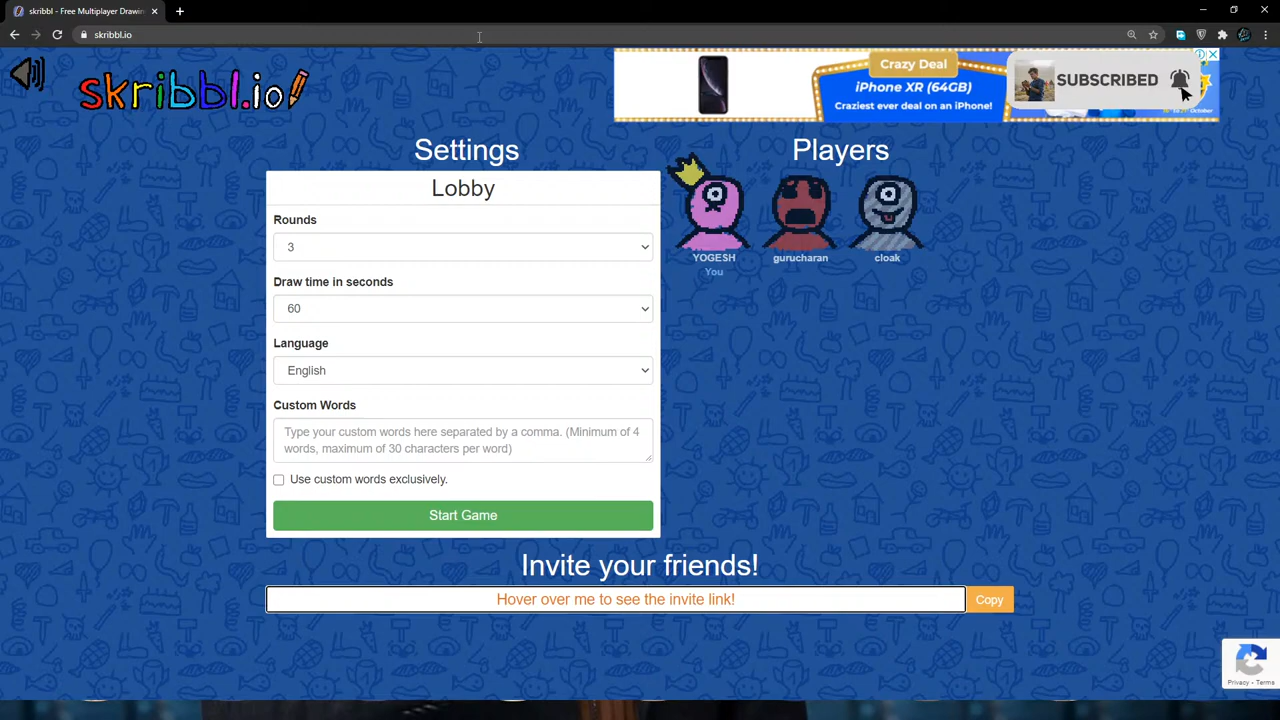 skribbl - Free Multiplayer Drawin
skribbl.io
skribbl.io
Crazy Deal
iPhone XR (64GB)
Craziest ever deal on an iPhone!
SUBSCRIBED
Settings
Players
Lobby
Rounds
3
Draw time in seconds
60
Language
English
Custom Words
Type your custom words here separated by a comma. (Minimum of 4
words, maximum of 30 characters per word)
Use custom words exclusively.
Start Game
YOGESH
You
gurucharan
cloak
Invite your friends!
Hover over me to see the invite link!
Copy
Privacy - Terms